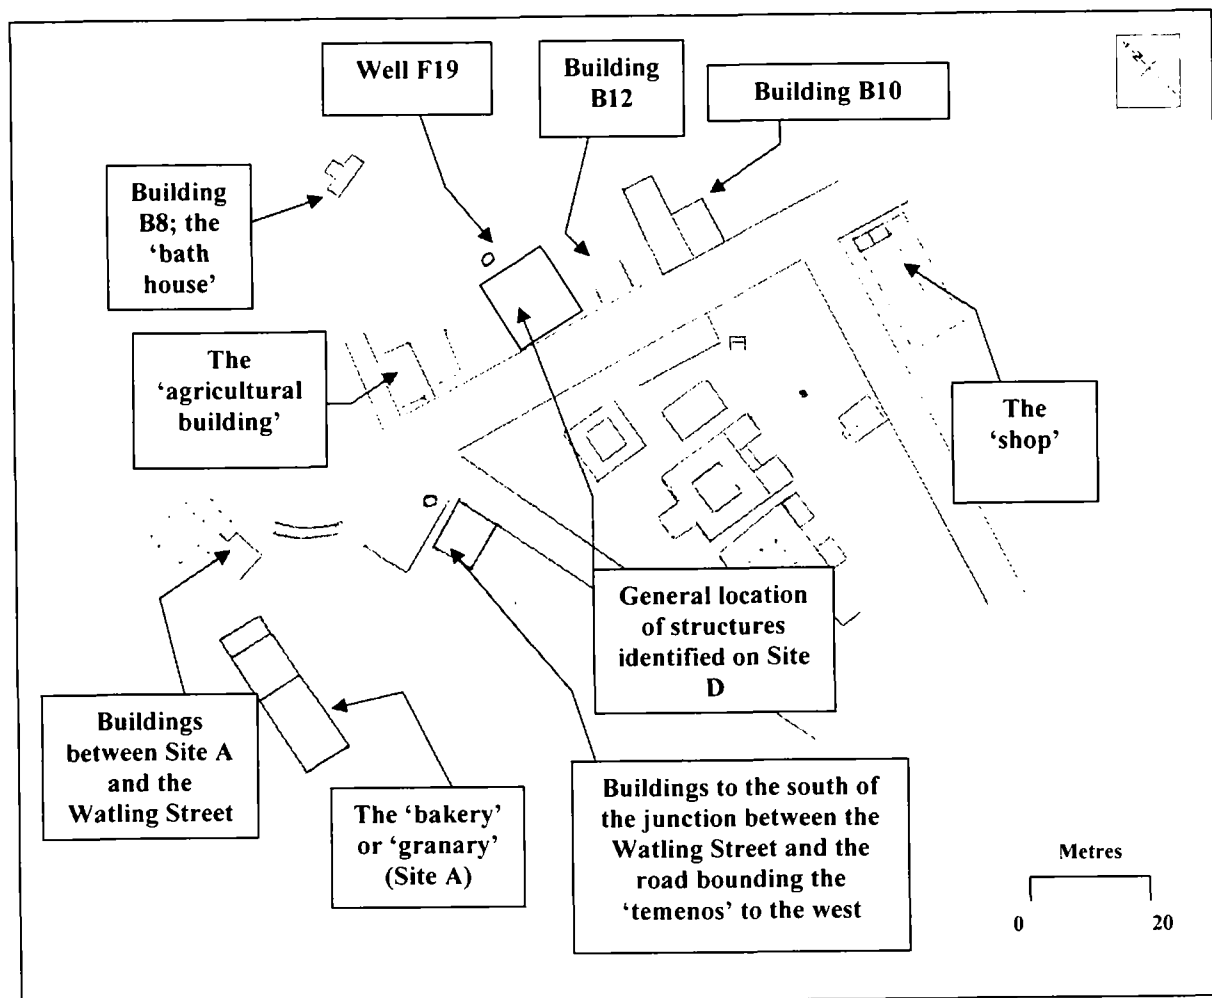 Well F19
Building
B12
Building B10
N
Building
B8; the
‘bath
house’
The
‘agricultural
building’
The
‘shop’
General location
of structures
identified on Site
D
Buildings
between Site A
and the
Watling Street
The ‘bakery’
or ‘granary’
(Site A)
Buildings to the south of
the junction between the
Watling Street and the
road bounding the
‘temenos’ to the west
Metres
0 20